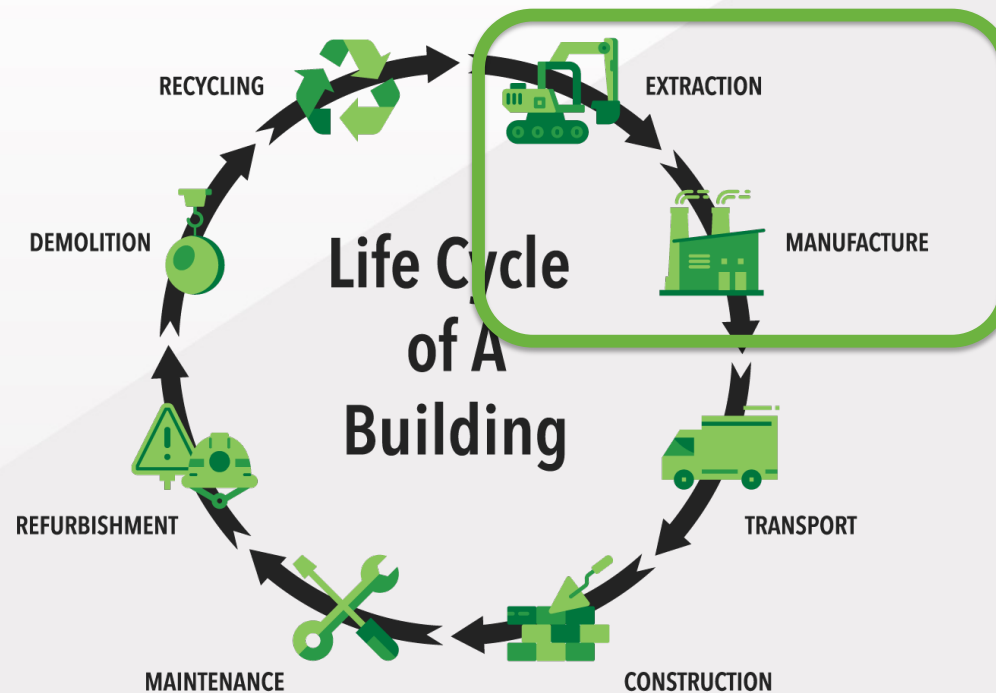 RECYCLING
EXTRACTION
DEMOLITION
MANUFACTURE
Life Cycle
of A
Building
REFURBISHMENT
TRANSPORT
MAINTENANCE
CONSTRUCTION